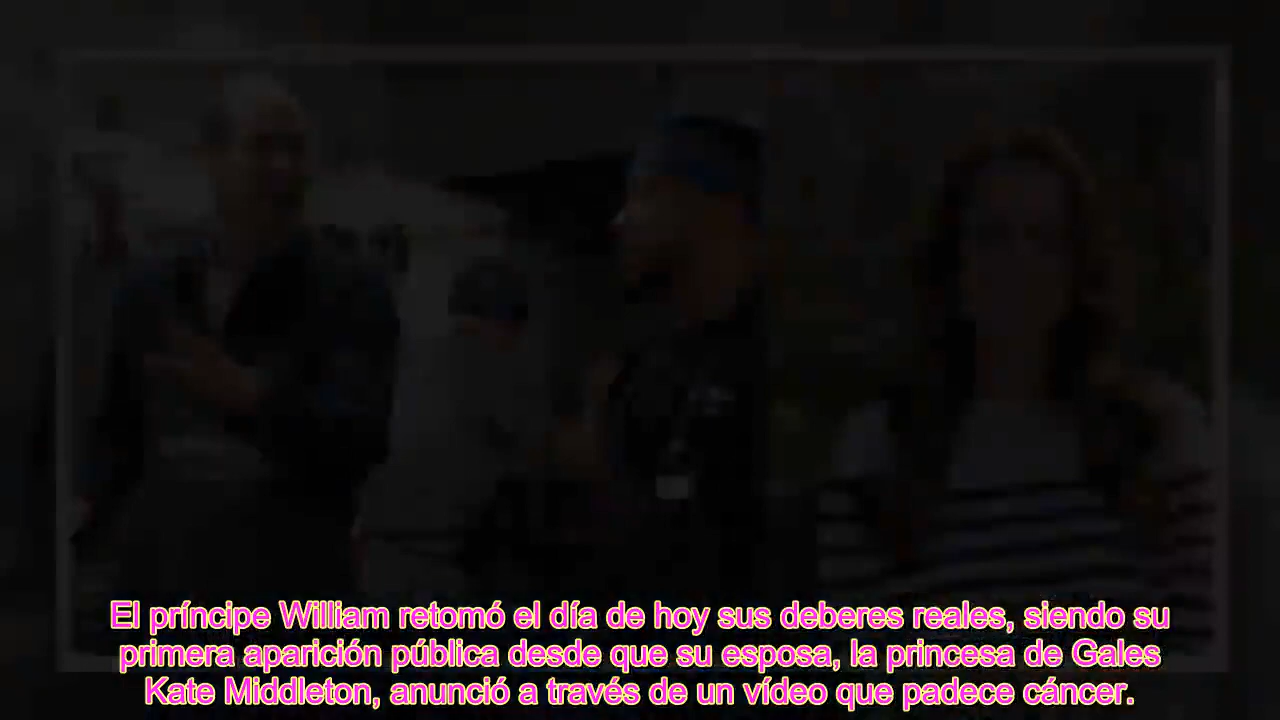 El príncipe William retomó el día de hoy sus deberes reales, siendo su
primera aparición pública desde que su esposa, la princesa de Gales
Kate Middleton, anunció a través de un vídeo que padece cáncer.